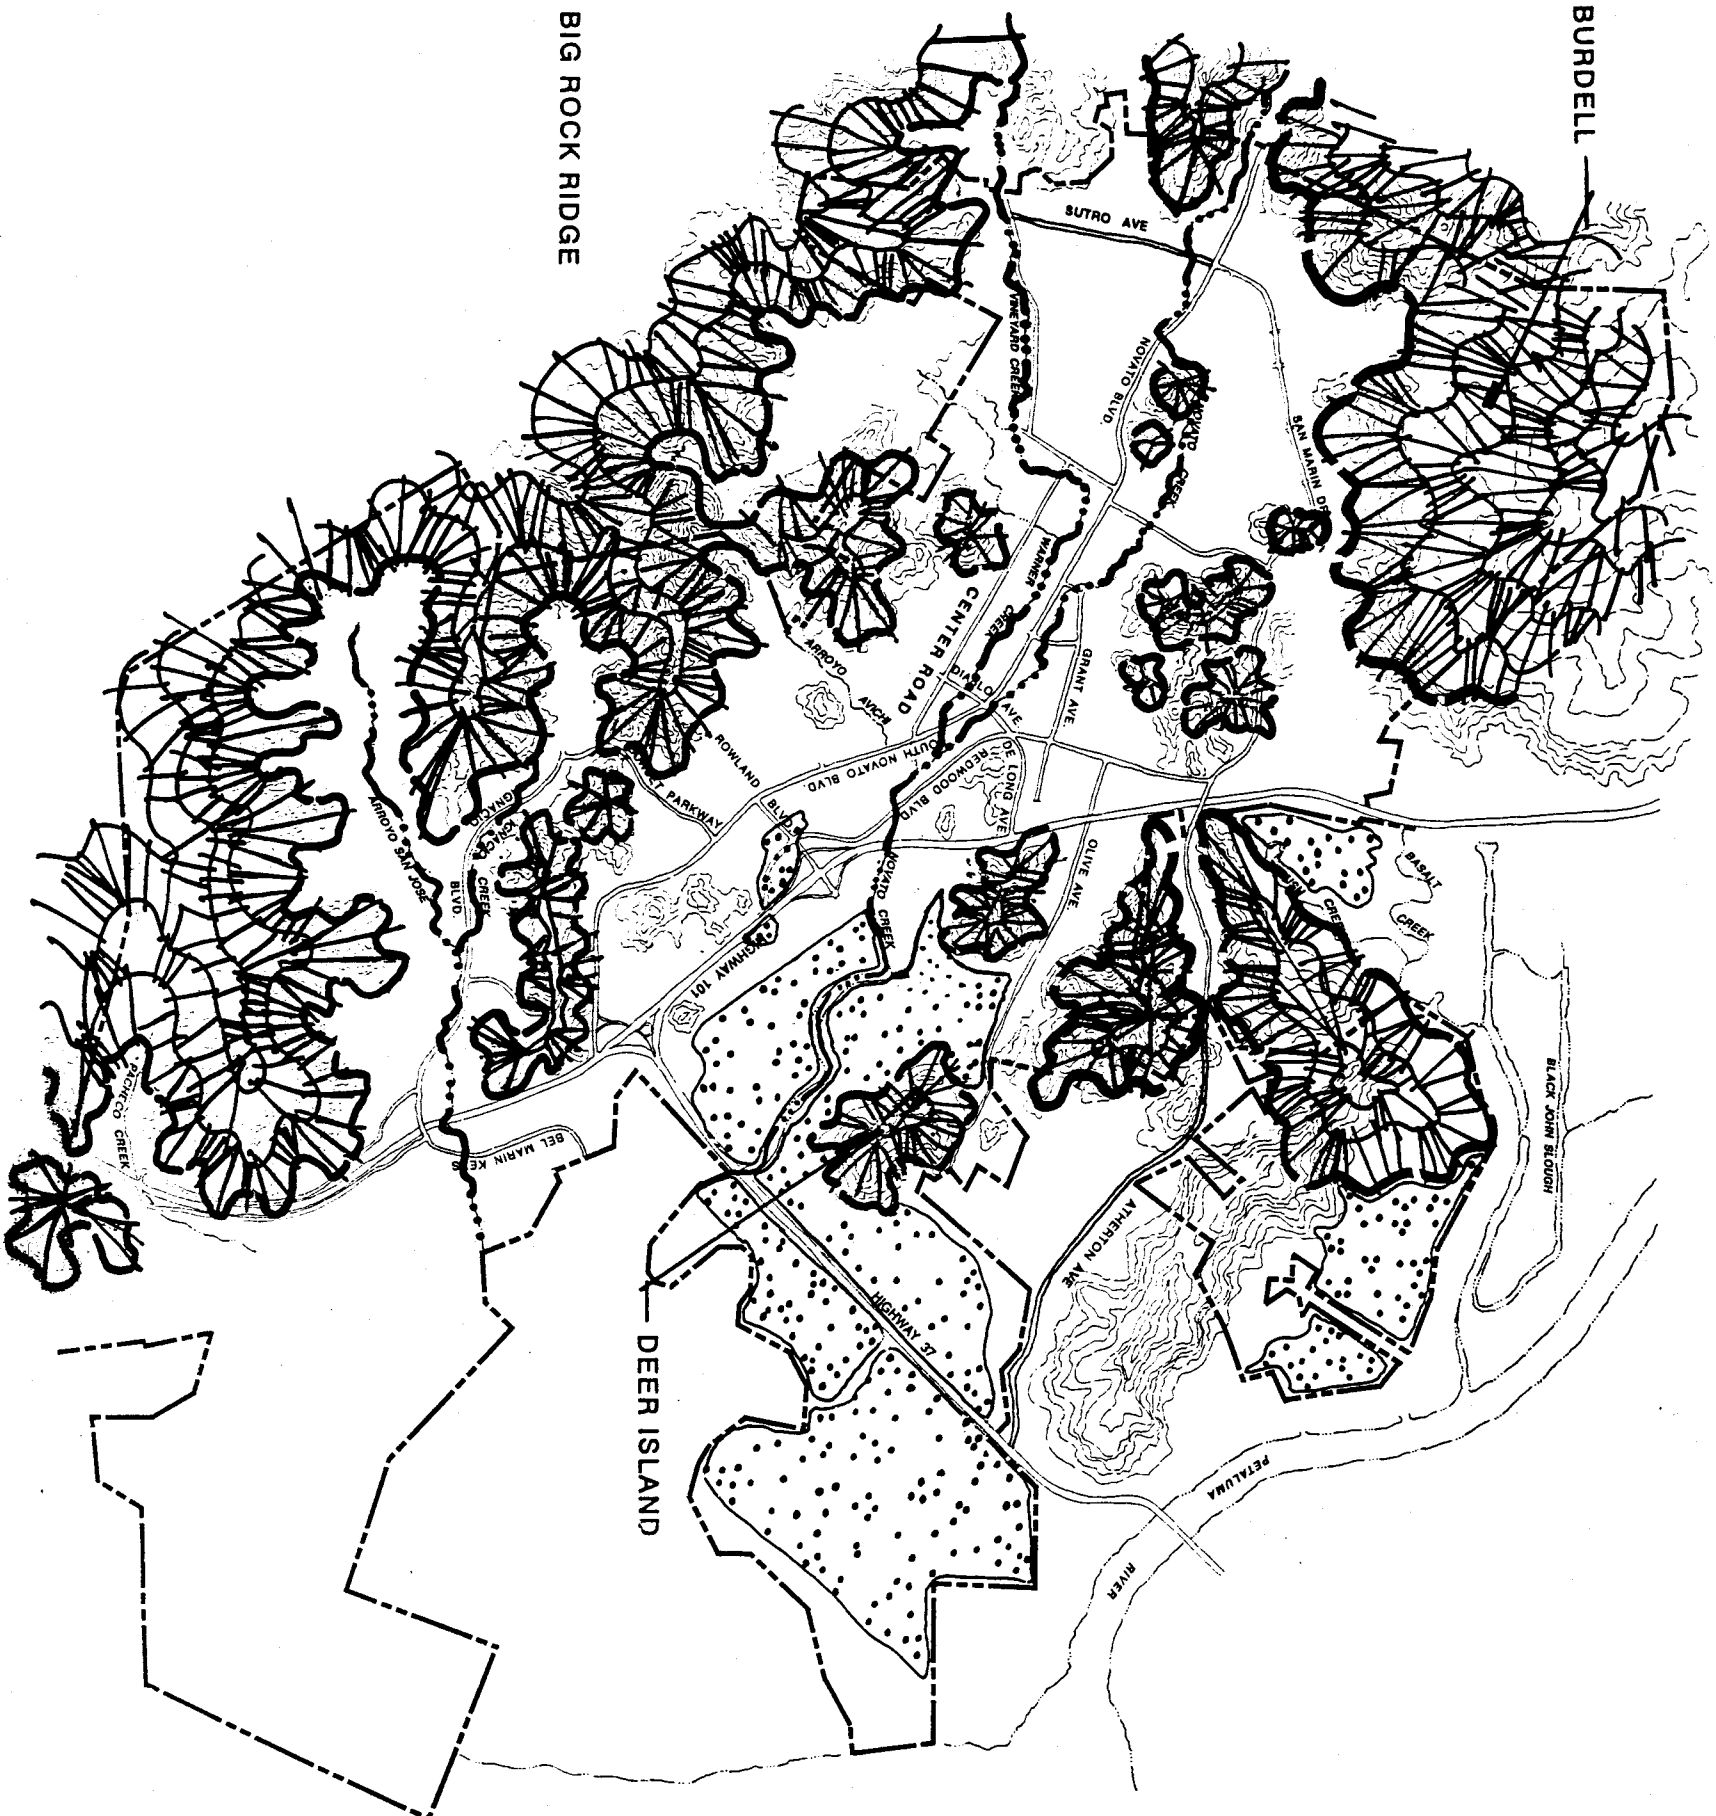 BIG ROCK RIDGE
BURDELL
SUTRO AVE
VINEYARD CREEK
NOVATO BLVD.
NOVATO
CREEK
SAN MARIN DR
WARNER
CREEK
CENTER ROAD
GRANT AVE
DIABLO AVE.
ARROYO
AVICHI
SOUTH NOVATO BLVD
DE LONG AVE
REDWOOD BLVD
ROWLAND
BLVD.
PARKWAY
IGNACIO
BLVD
CREEK
ARROYO SAN JOSE
NOVATO
CREEK
OLIVE AVE.
BASALT
CREEK
CREEK
HIGHWAY 101
BLACK JOHN SLOUGH
PACHECO
CREEK
BEL MARIN KEYS
ATHERTON AVE
HIGHWAY 37
DEER ISLAND
PETALUMA
RIVER